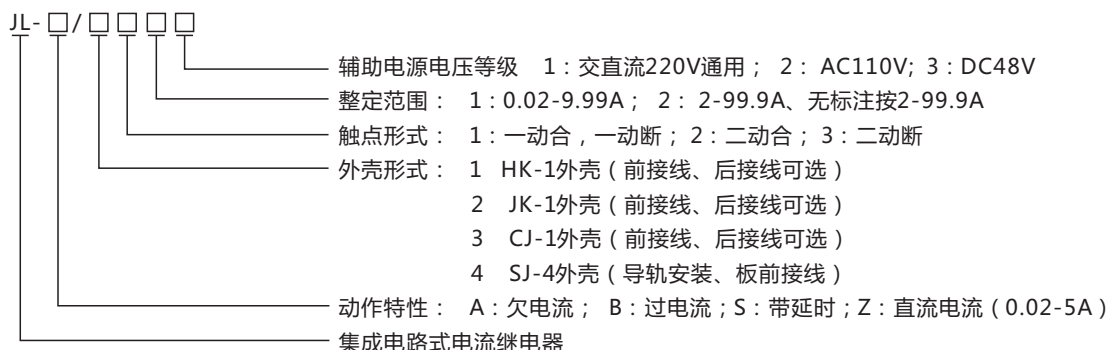 JL-□/□□□□
辅助电源电压等级 1：交直流220V通用； 2： AC110V; 3：DC48V
整定范围： 1：0.02-9.99A； 2： 2-99.9A、无标注按2-99.9A
触点形式： 1：一动合，一动断； 2：二动合； 3：二动断
外壳形式： 1 HK-1外壳（前接线、后接线可选）
2 JK-1外壳（前接线、后接线可选）
3 CJ-1外壳（前接线、后接线可选）
4 SJ-4外壳（导轨安装、板前接线）
动作特性： A：欠电流； B：过电流；S：带延时；Z：直流电流（0.02-5A）
集成电路式电流继电器